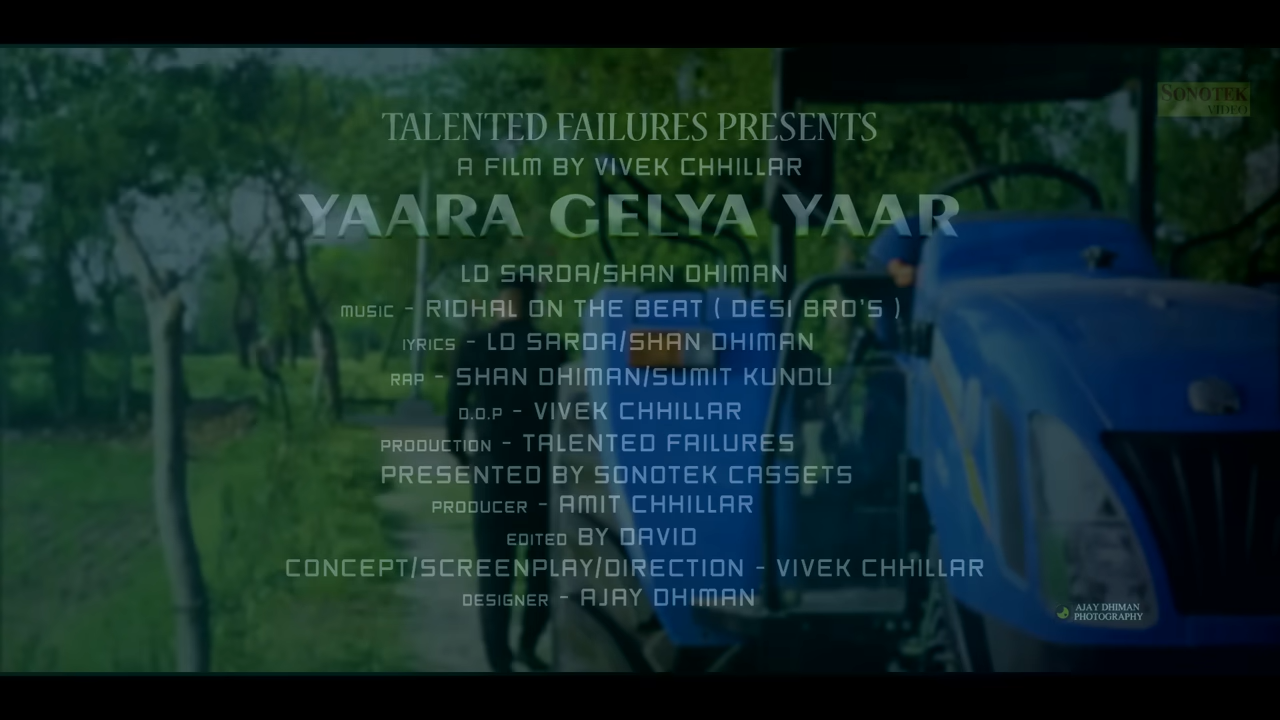 SONOTEK
VIDEO
TALENTED FAILURES PRESENTS
A FILM BY VIVEK CHHILLAR
YAARA GELYA YAAR
LD SARDA/SHAN DHIMAN
MUSIC - RIDHAL ON THE BEAT ( DESI BRO'S )
lYRICS - LD SARDA/SHAN DHIMAN
RAP - SHAN DHIMAN/SUMIT KUNDU
D.O.P - VIVEK CHHILLAR
PRODUCTION - TALENTED FAILURES
PRESENTED BY SONOTEK CASSETS
PRODUCER - AMIT CHHILLAR
EDITED BY DAVID
CONCEPT/SCREENPLAY/DIRECTION - VIVEK CHHILLAR
DESIGNER - AJAY DHIMAN
AJAY DHIMAN
PHOTOGRAPHY